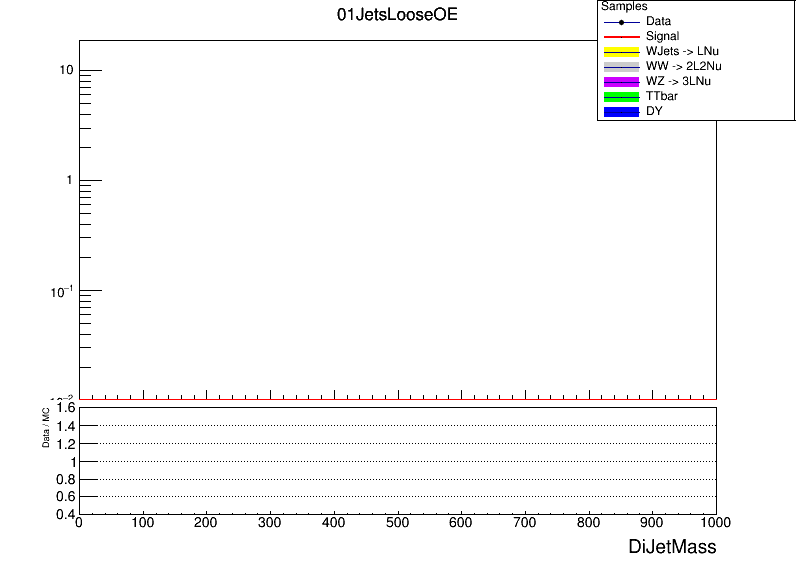 01JetsLooseOE
Samples
Data
Signal
WJets -> LNu
WW -> 2L2Nu
WZ -> 3LNu
TTbar
DY
10
1
10⁻¹
Data / MC
1.6
1.4
1.2
1
0.8
0.6
0.4
0 100 200 300 400 500 600 700 800 900 1000
DiJetMass